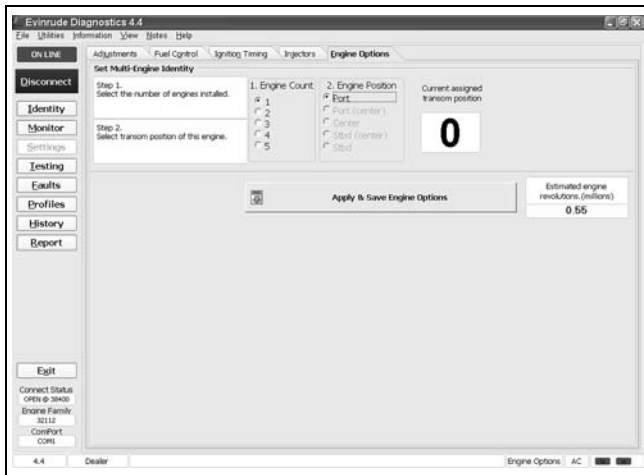 Evinrude Diagnostics 4.4
File Utilities Information View Notes Help
ON LINE
Disconnect
Identity
Monitor
Settings
Testing
Faults
Profiles
History
Report
Exit
Connect Status
OPEN @ 38400
Engine Family
32112
ComPort
COM1
Adjustments Fuel Control Ignition Timing Injectors Engine Options
Set Multi-Engine Identity
Step 1.
Select the number of engines installed.
Step 2.
Select transom position of this engine.
1. Engine Count
1
2
3
4
5
2. Engine Position
Port
Port (center)
Center
Stbd (center)
Stbd
Current assigned
transom position
0
Apply & Save Engine Options
Estimated engine
revolutions.(millions)
0.55
4.4 Dealer Engine Options AC